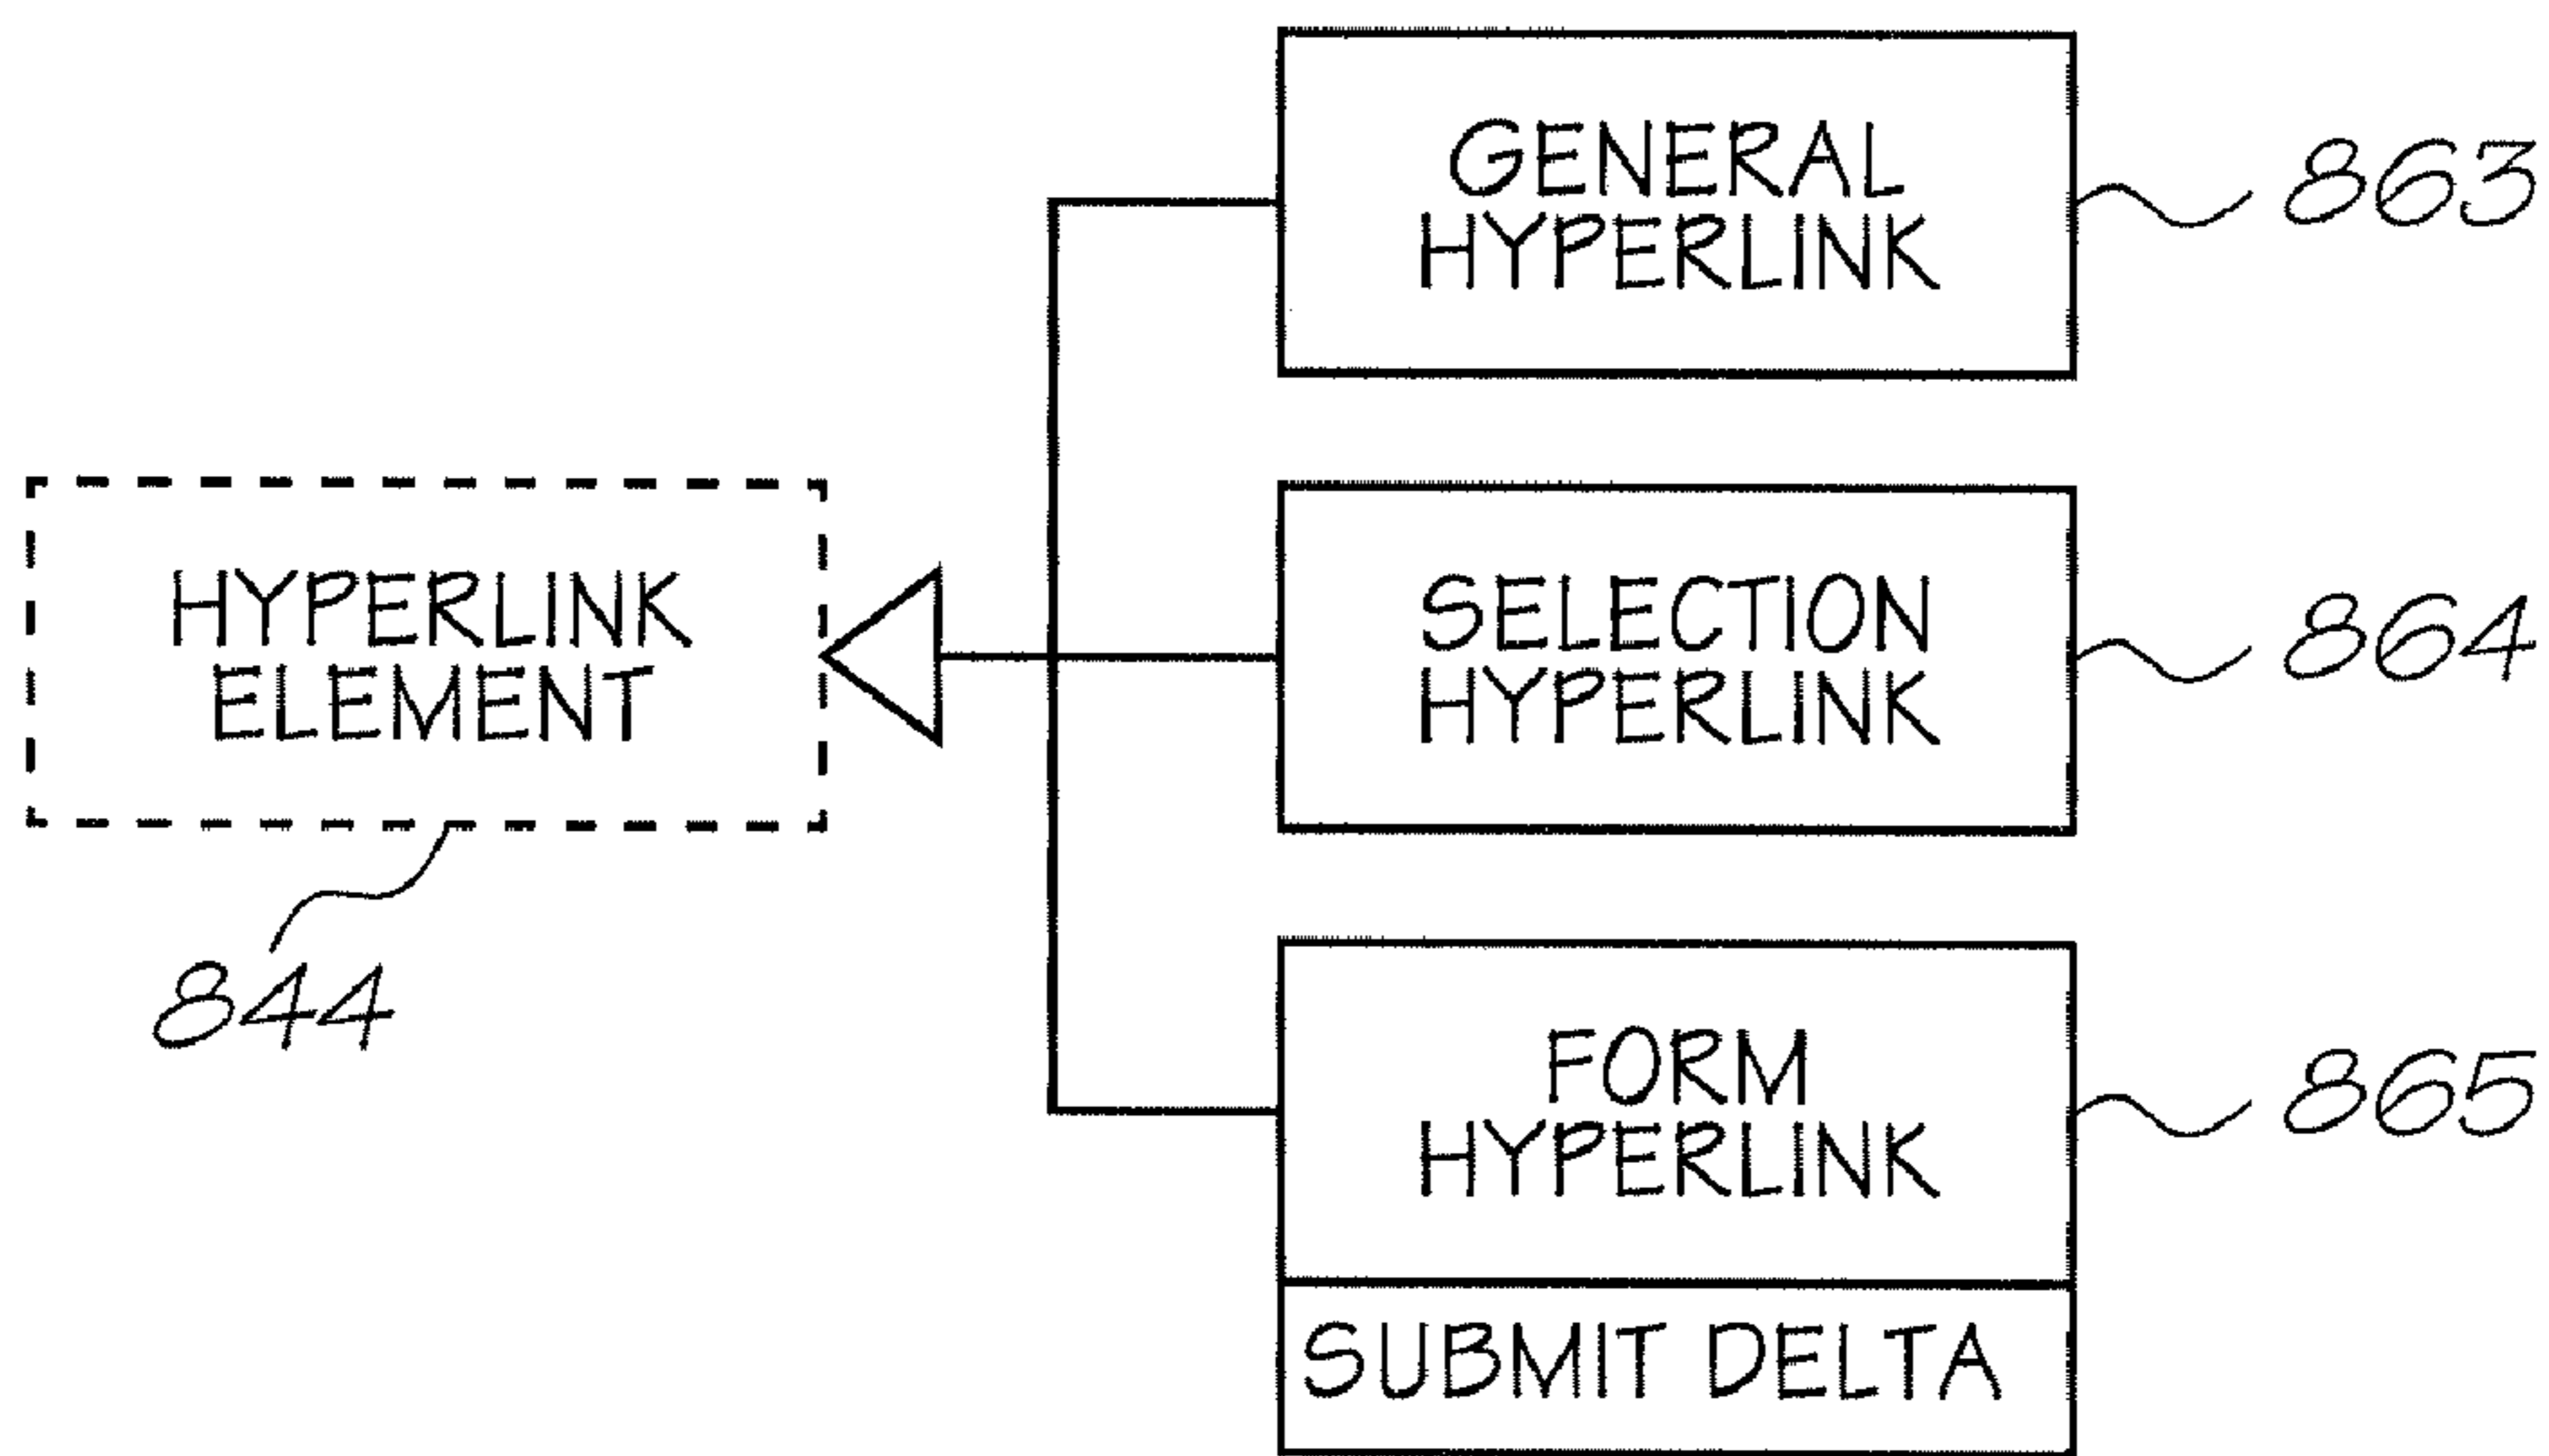 GENERAL
HYPERLINK
863
HYPERLINK
ELEMENT
844
SELECTION
HYPERLINK
864
FORM
HYPERLINK
865
SUBMIT DELTA